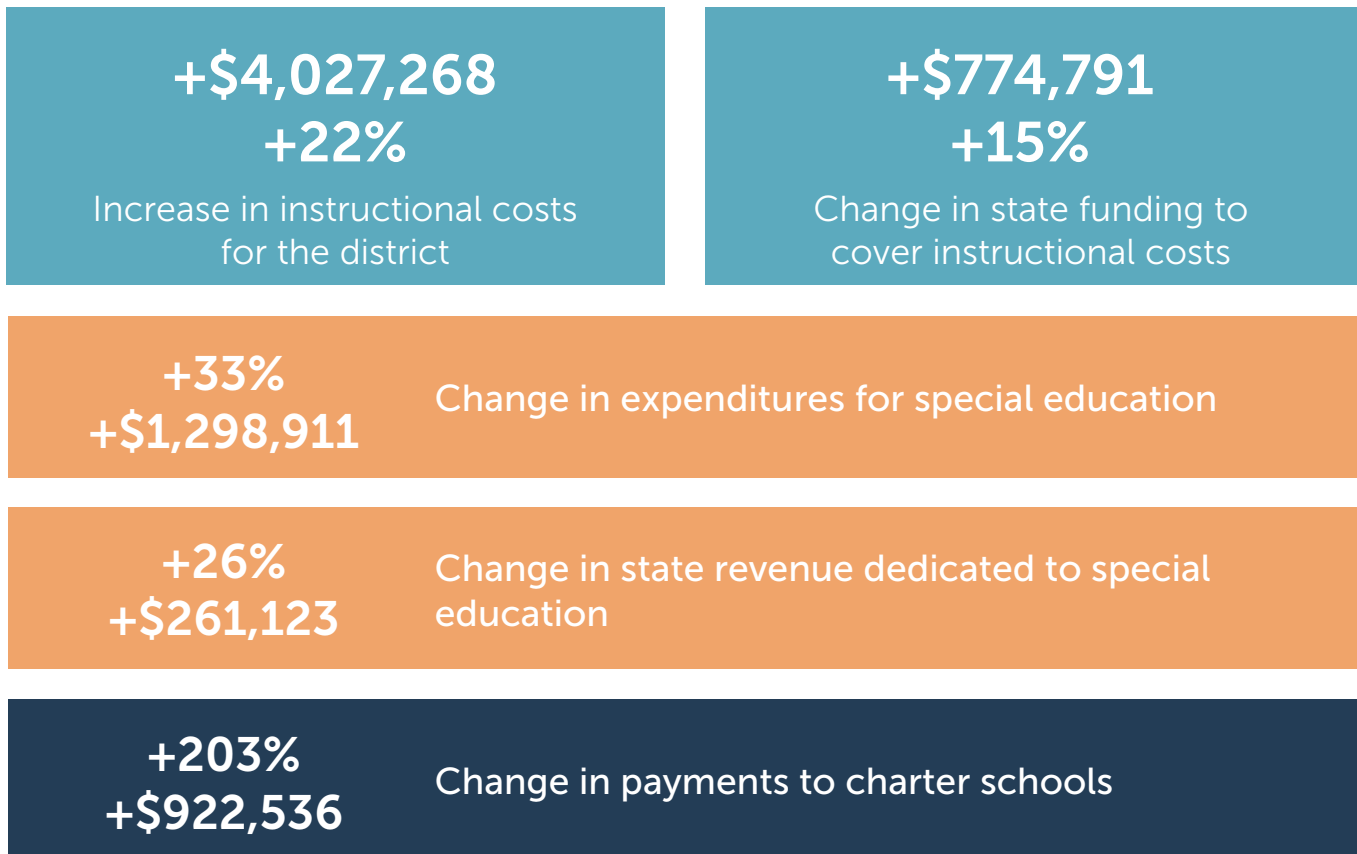 +$4,027,268
+22%
Increase in instructional costs
for the district
+$774,791
+15%
Change in state funding to
cover instructional costs
+33%
+$1,298,911
Change in expenditures for special education
+26%
+$261,123
Change in state revenue dedicated to special
education
+203%
+$922,536
Change in payments to charter schools